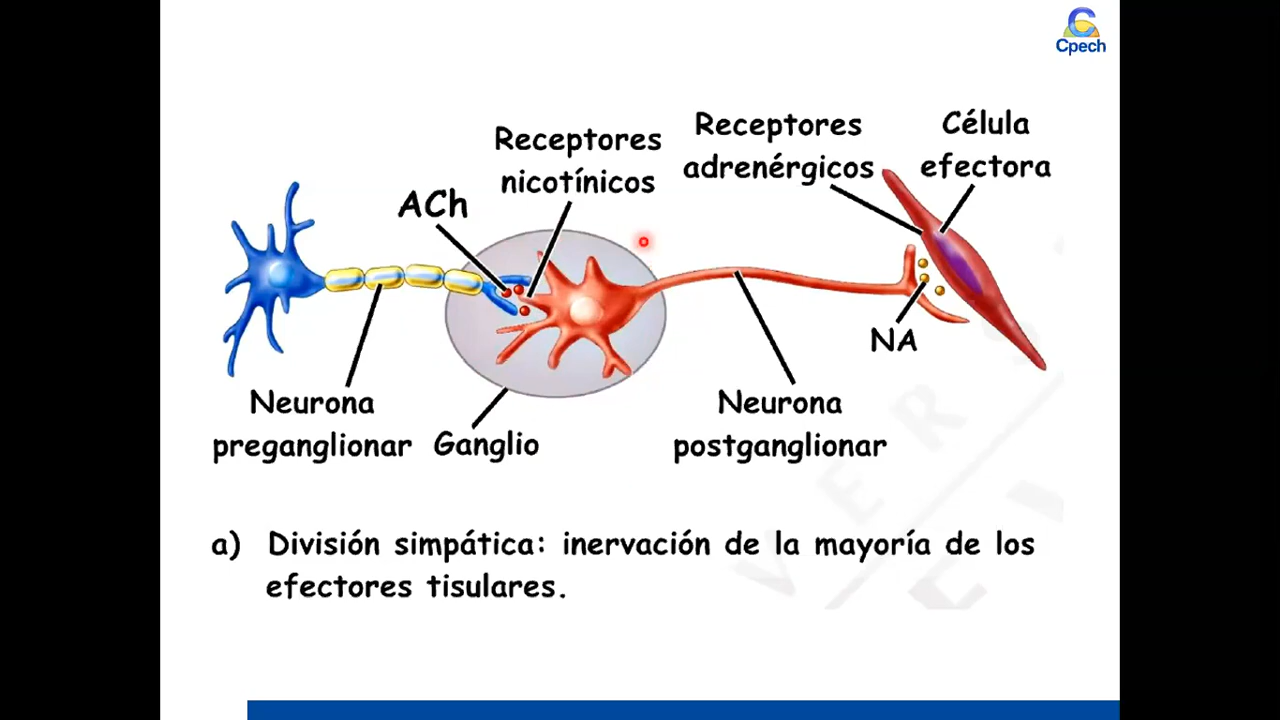 Cpech
Receptores
nicotínicos
Receptores
adrenérgicos
Célula
efectora
ACh
NA
Neurona
preganglionar
Ganglio
Neurona
postganglionar
a) División simpática: inervación de la mayoría de los
efectores tisulares.